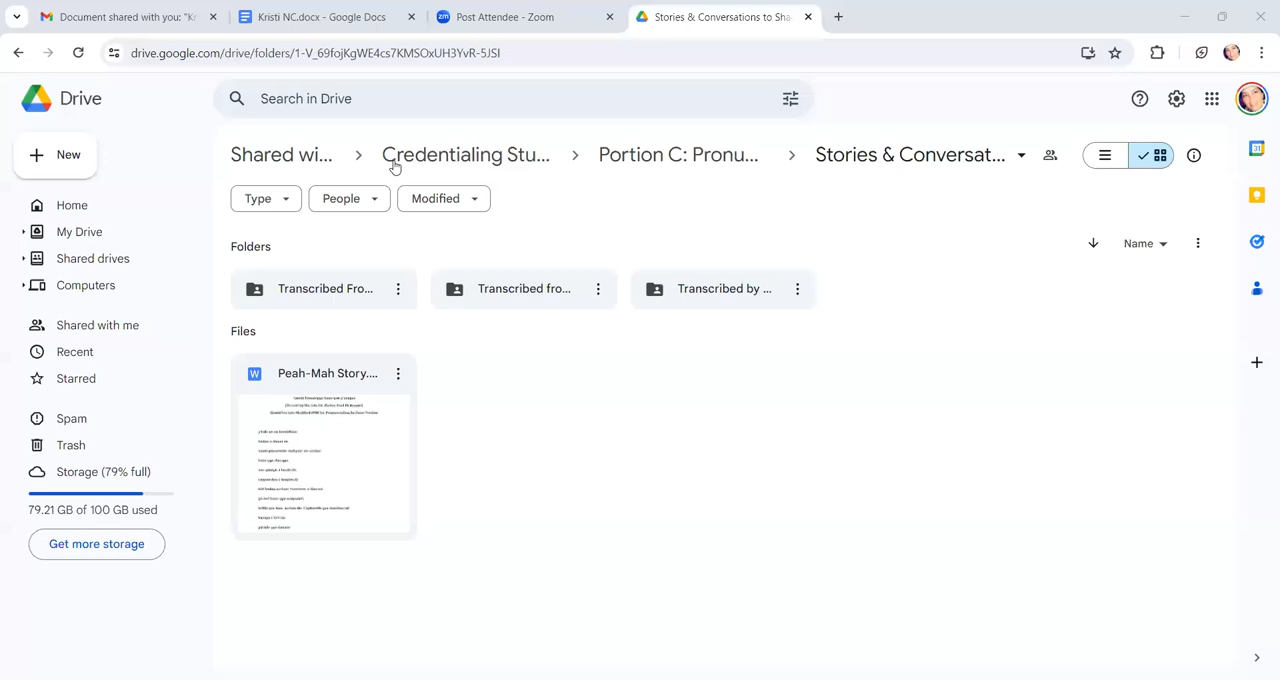 Document shared with you: "Kr
Kristi NC.docx - Google Docs
Post Attendee - Zoom
Stories & Conversations to Sha
drive.google.com/drive/folders/1-V_69fojKgWE4cs7KMSOxUH3YvR-5JSI
Drive
Search in Drive
New
Shared wi... > Credentialing Stu... > Portion C: Pronu... > Stories & Conversat...
Type
People
Modified
Home
My Drive
Shared drives
Computers
Shared with me
Recent
Starred
Spam
Trash
Storage (79% full)
79.21 GB of 100 GB used
Get more storage
Folders
Name
Transcribed Fro...
Transcribed fro...
Transcribed by ...
Files
W
Peah-Mah Story....
31